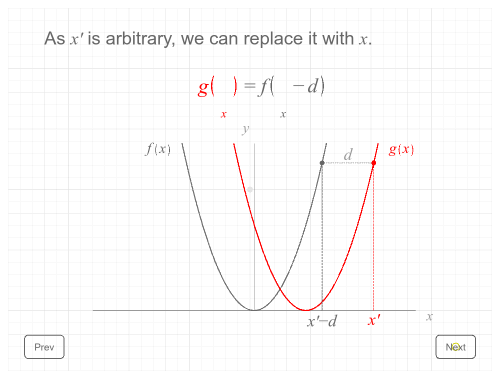 As x′ is arbitrary, we can replace it with x.
g( ) = f( − d)
x x
y
f(x) d g(x)
x′−d x′ x
Prev Next